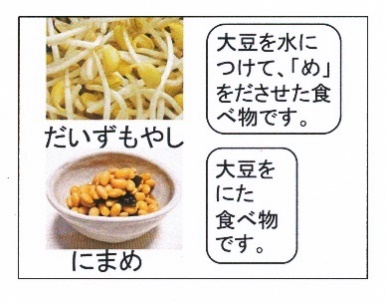 大豆を水に
つけて、「め」
をださせた食
べ物です。
だいずもやし
大豆を
にた
食べ物
です。
にまめ